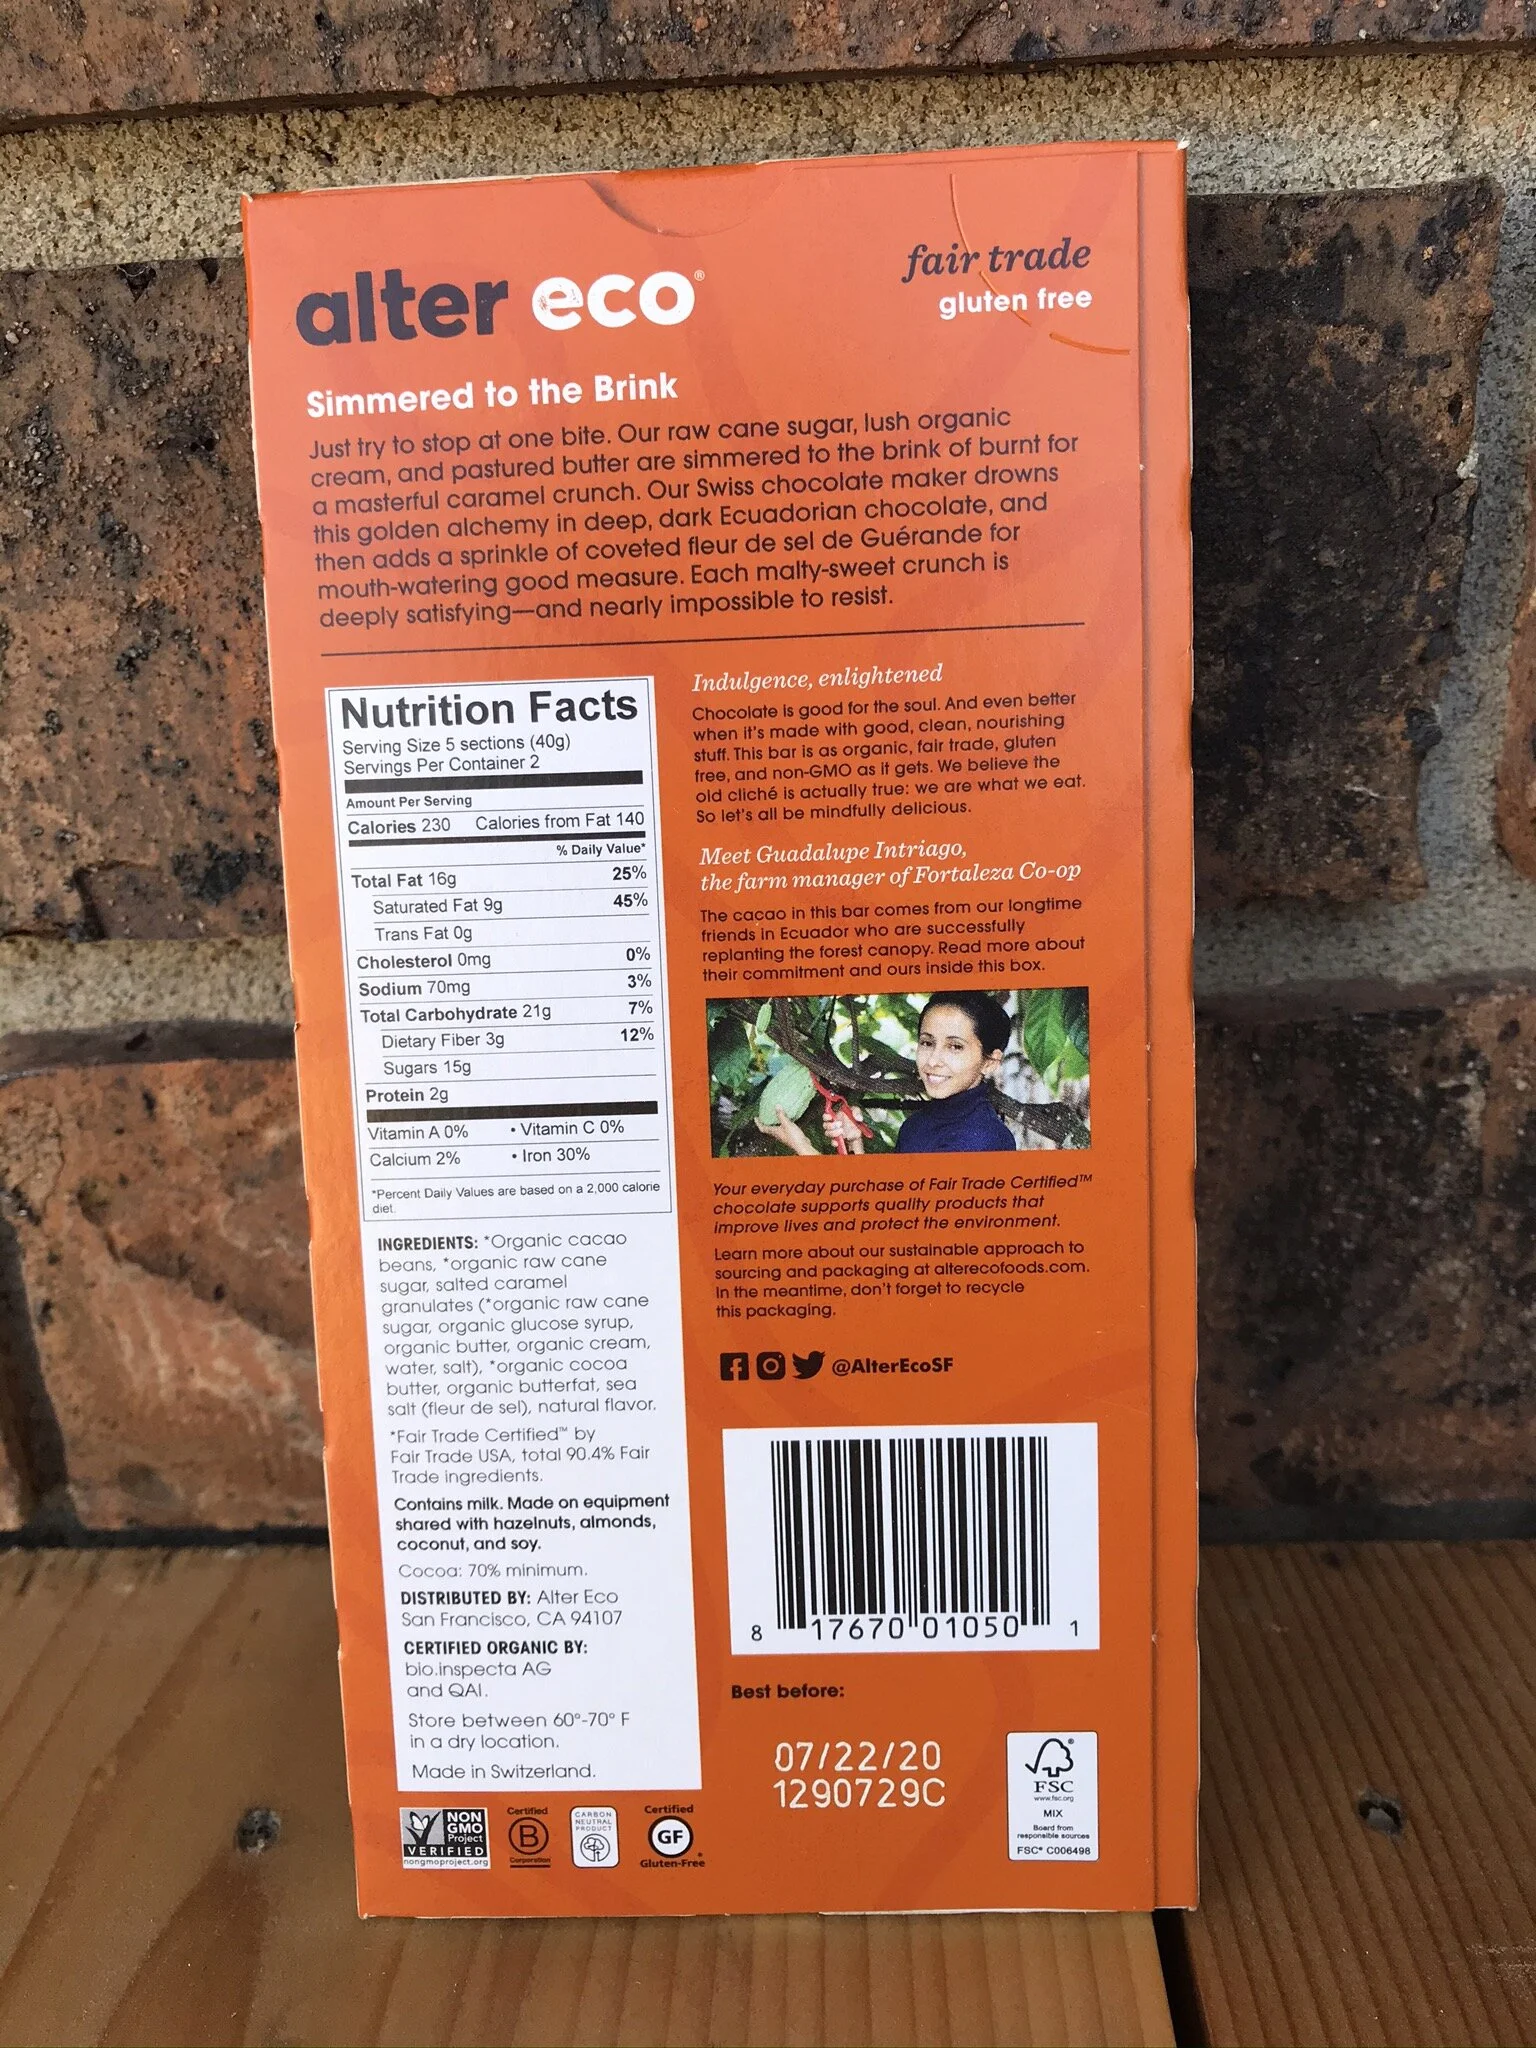 alter eco®
fair trade
gluten free
Simmered to the Brink
Just try to stop at one bite. Our raw cane sugar, lush organic
cream, and pastured butter are simmered to the brink of burnt for
a masterful caramel crunch. Our Swiss chocolate maker drowns
this golden alchemy in deep, dark Ecuadorian chocolate, and
then adds a sprinkle of coveted fleur de sel de Guérande for
mouth-watering good measure. Each malty-sweet crunch is
deeply satisfying—and nearly impossible to resist.
Nutrition Facts
Serving Size 5 sections (40g)
Servings Per Container 2
Amount Per Serving
Calories 230 Calories from Fat 140
% Daily Value*
Total Fat 16g 25%
Saturated Fat 9g 45%
Trans Fat 0g
Cholesterol 0mg 0%
Sodium 70mg 3%
Total Carbohydrate 21g 7%
Dietary Fiber 3g 12%
Sugars 15g
Protein 2g
Vitamin A 0% • Vitamin C 0%
Calcium 2% • Iron 30%
*Percent Daily Values are based on a 2,000 calorie
diet.
INGREDIENTS: *Organic cacao
beans, *organic raw cane
sugar, salted caramel
granulates (*organic raw cane
sugar, organic glucose syrup,
organic butter, organic cream,
water, salt), *organic cocoa
butter, organic butterfat, sea
salt (fleur de sel), natural flavor.
*Fair Trade Certified™ by
Fair Trade USA, total 90.4% Fair
Trade ingredients.
Contains milk. Made on equipment
shared with hazelnuts, almonds,
coconut, and soy.
Cocoa: 70% minimum.
DISTRIBUTED BY: Alter Eco
San Francisco, CA 94107
CERTIFIED ORGANIC BY:
bio.inspecta AG
and QAI.
Store between 60°-70° F
in a dry location.
Made in Switzerland.
Indulgence, enlightened
Chocolate is good for the soul. And even better
when it's made with good, clean, nourishing
stuff. This bar is as organic, fair trade, gluten
free, and non-GMO as it gets. We believe the
old cliché is actually true: we are what we eat.
So let's all be mindfully delicious.
Meet Guadalupe Intriago,
the farm manager of Fortaleza Co-op
The cacao in this bar comes from our longtime
friends in Ecuador who are successfully
replanting the forest canopy. Read more about
their commitment and ours inside this box.
Your everyday purchase of Fair Trade Certified™
chocolate supports quality products that
improve lives and protect the environment.
Learn more about our sustainable approach to
sourcing and packaging at alterecofoods.com.
In the meantime, don't forget to recycle
this packaging.
@AlterEcoSF
8 17670 01050 1
Best before:
07/22/20
1290729C
NON
GMO
Project
VERIFIED
nongmoproject.org
Certified
B
Corporation
CARBON
NEUTRAL
PRODUCT
Certified
GF
Gluten-Free
FSC
www.fsc.org
MIX
Board from
responsible sources
FSC® C006498